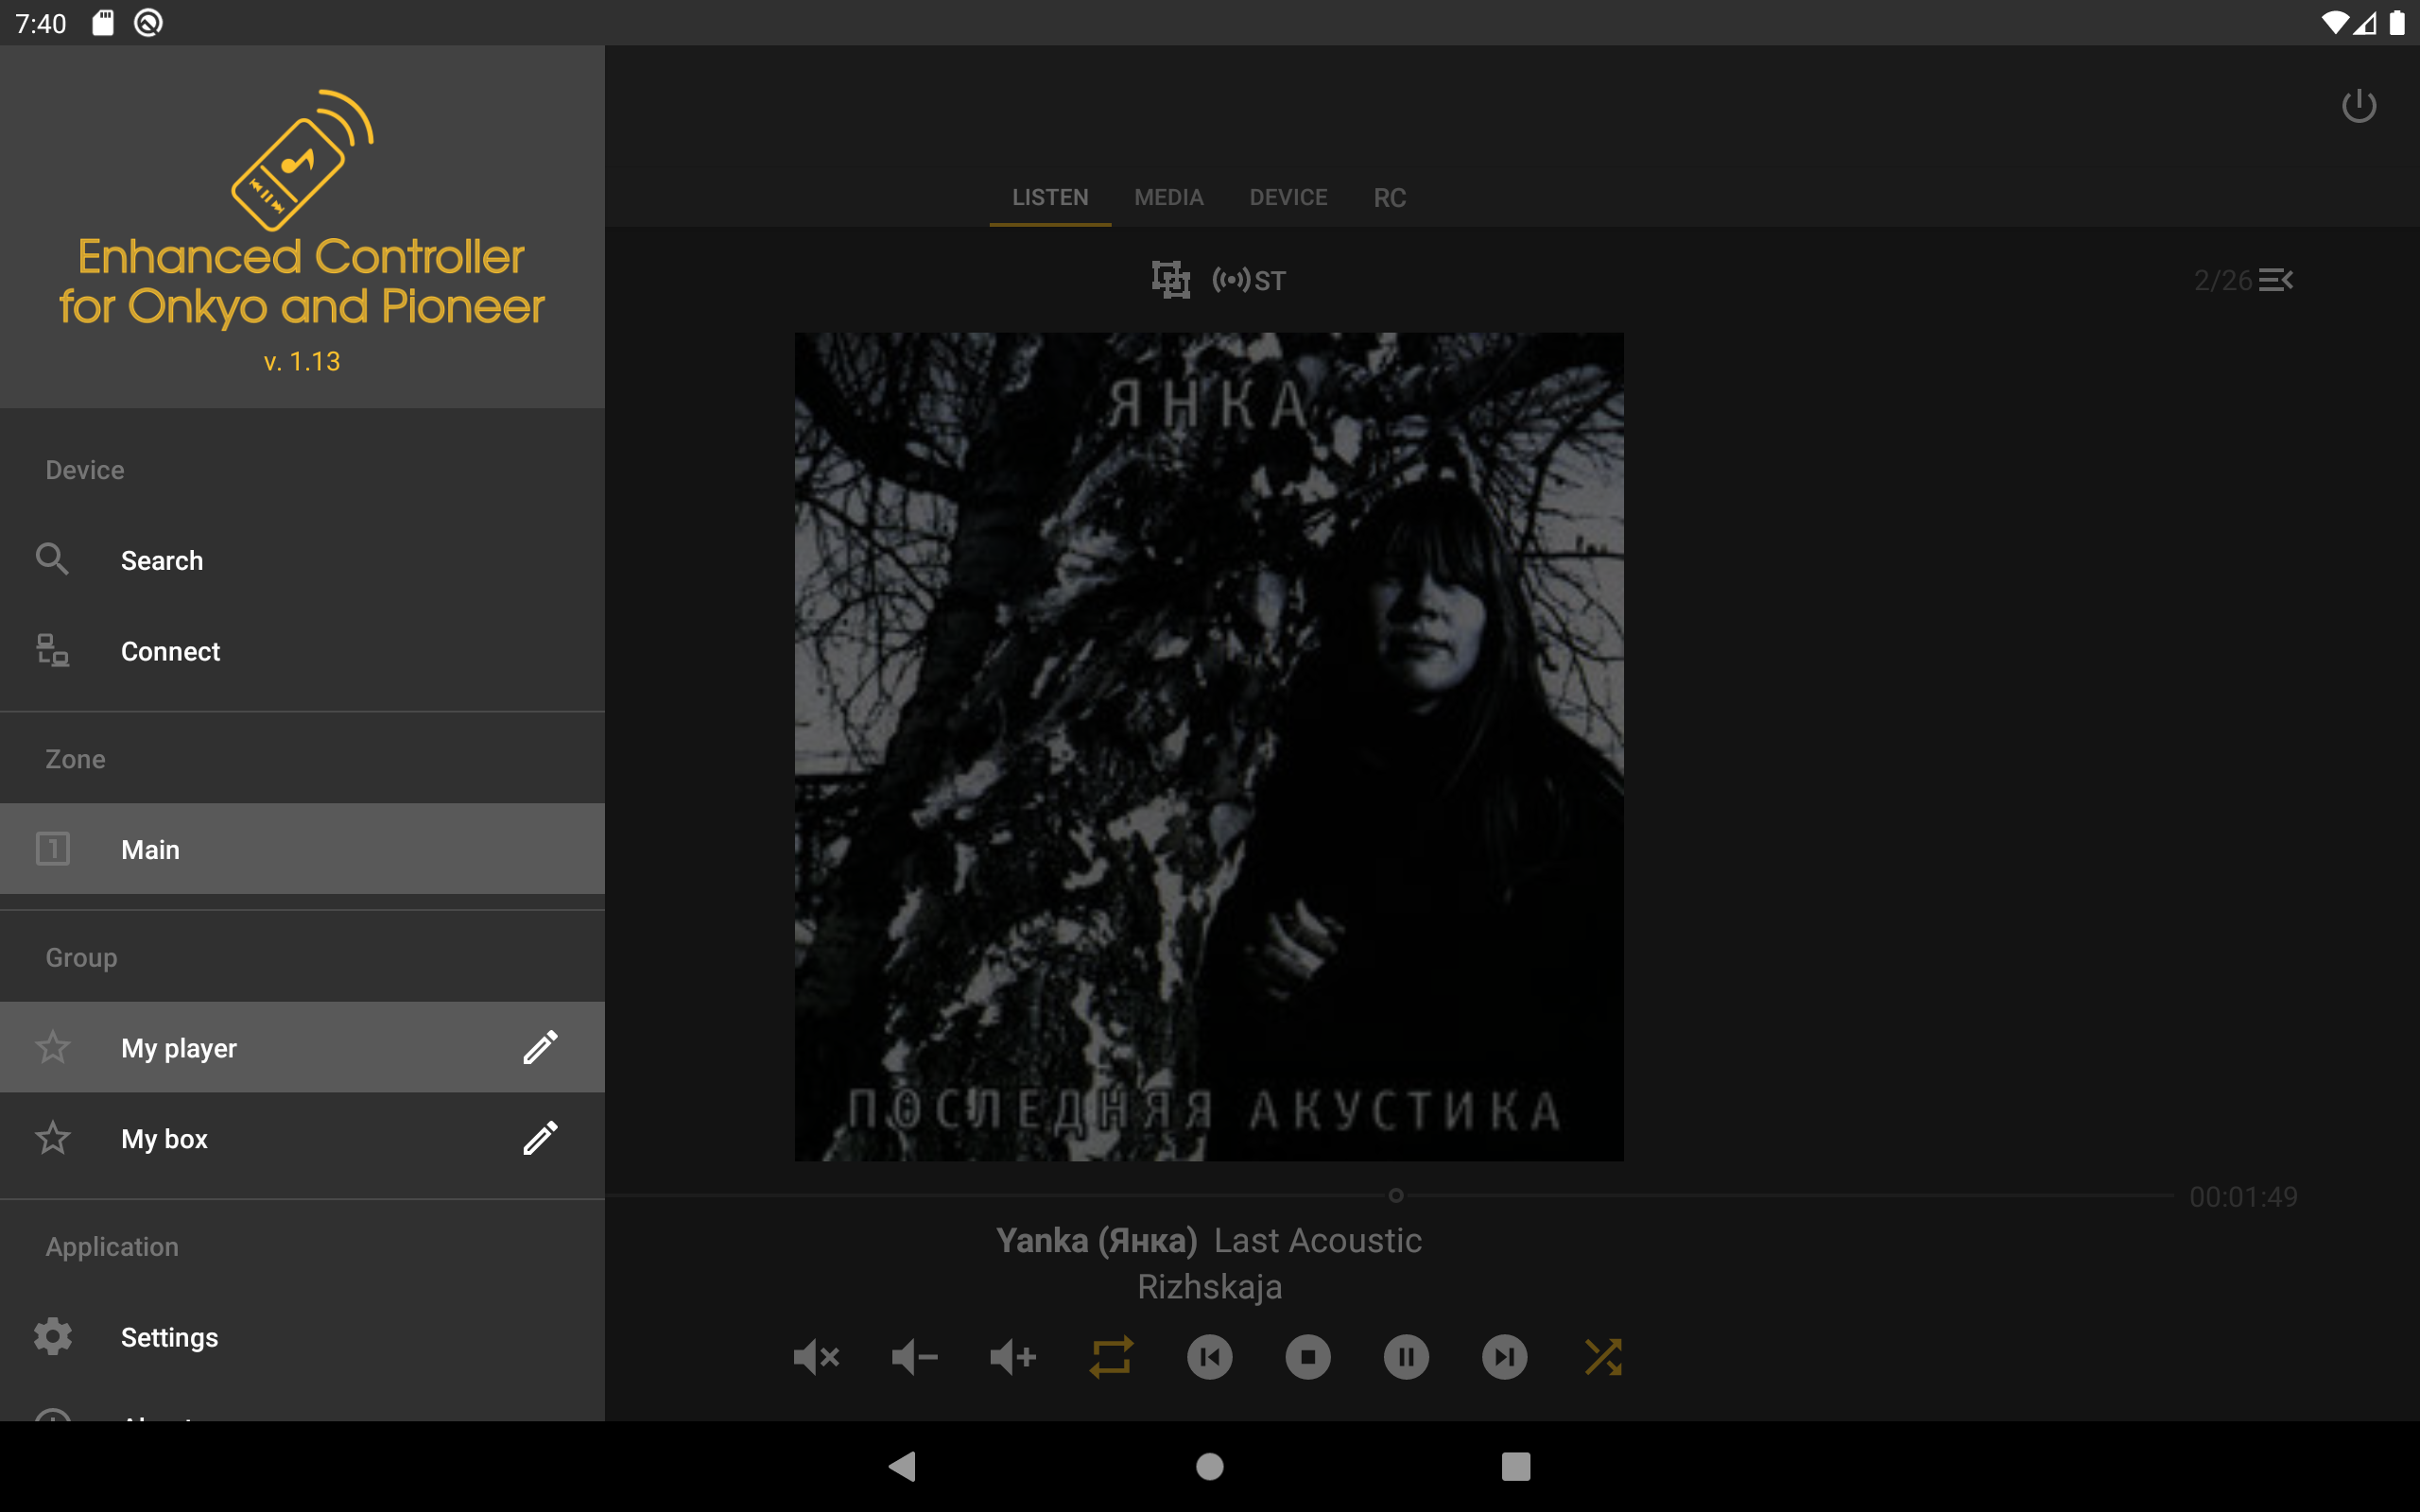 7:40
Enhanced Controller
for Onkyo and Pioneer
v. 1.13
Device
Search
Connect
Zone
1 Main
Group
My player
My box
Application
Settings
About
LISTEN MEDIA DEVICE RC
ST 2/26
ЯНКА
ПОСЛЕДНЯЯ АКУСТИКА
00:01:49
Yanka (Янка) Last Acoustic
Rizhskaja